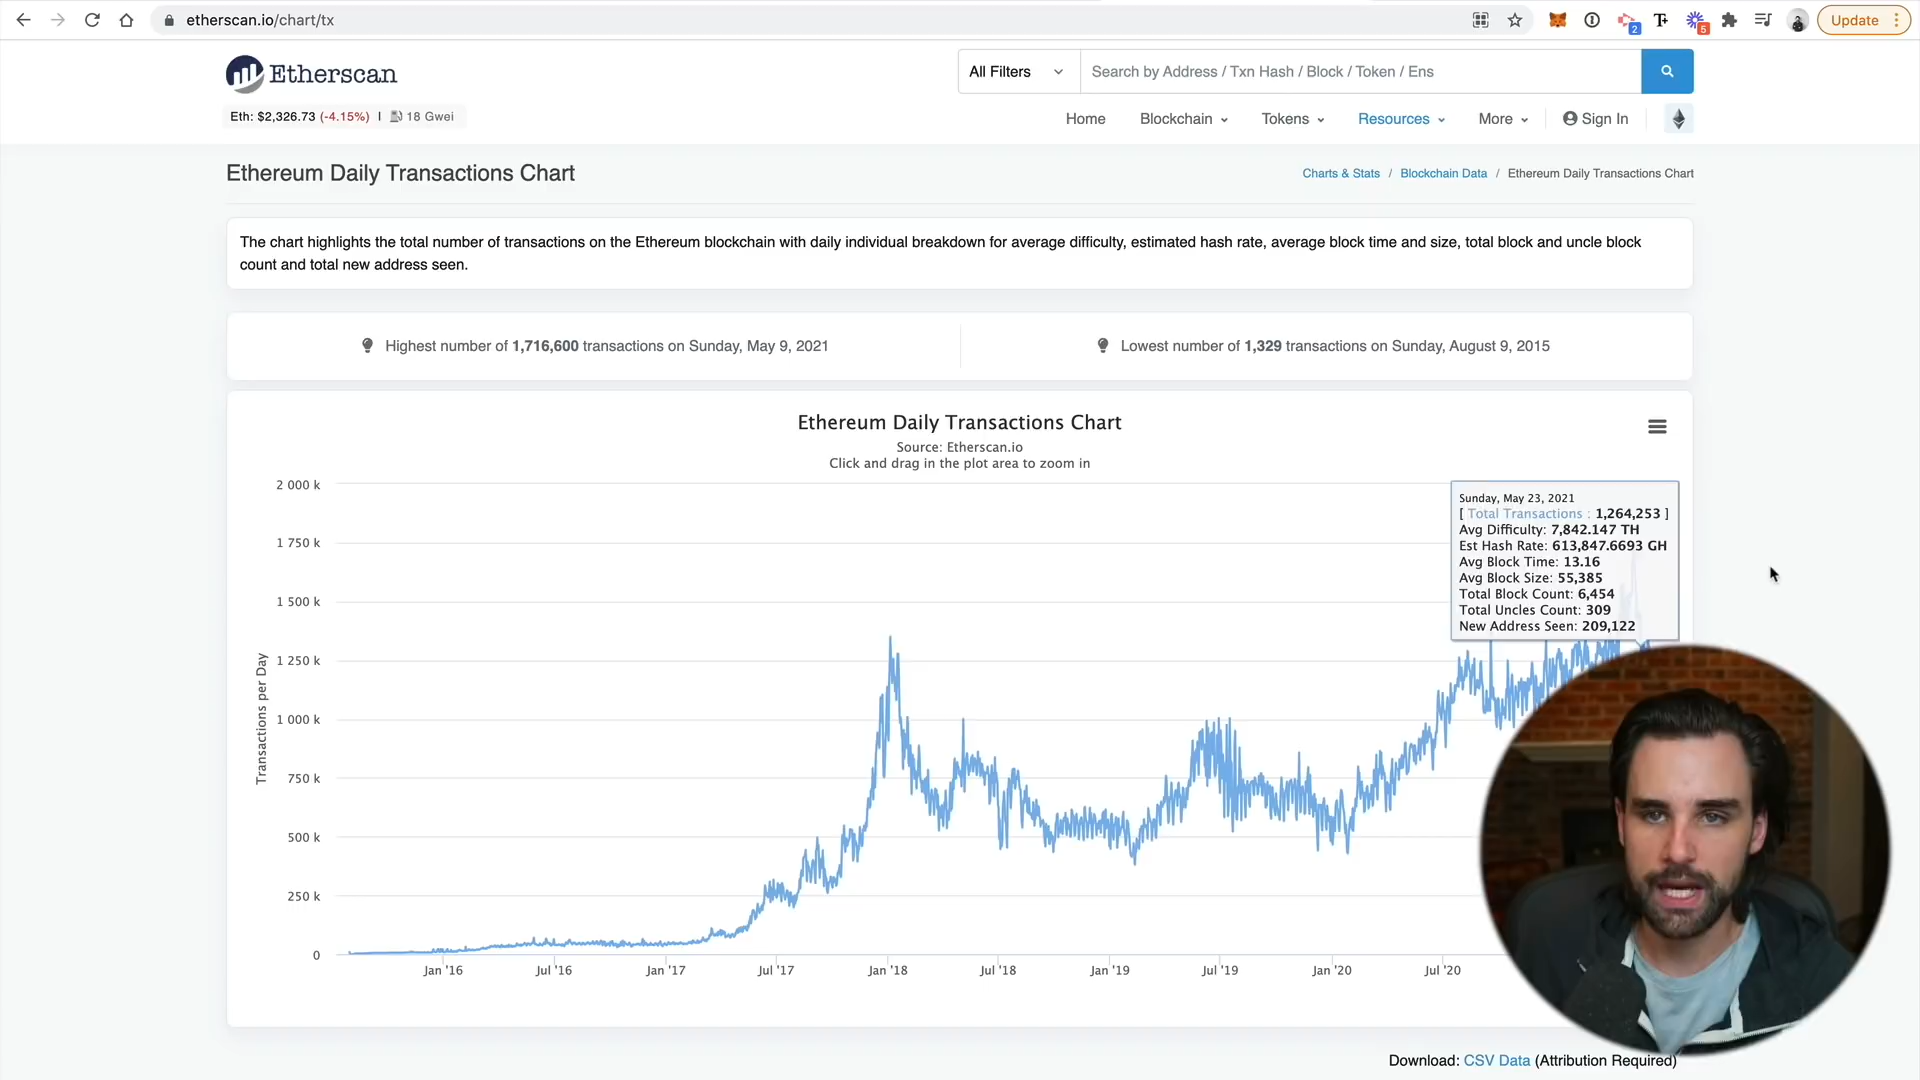 etherscan.io/chart/tx
2
5
Update
Etherscan
All Filters
Search by Address / Txn Hash / Block / Token / Ens
Eth: $2,326.73 (-4.15%) | 18 Gwei
Home
Blockchain
Tokens
Resources
More
Sign In
Ethereum Daily Transactions Chart
Charts & Stats / Blockchain Data / Ethereum Daily Transactions Chart
The chart highlights the total number of transactions on the Ethereum blockchain with daily individual breakdown for average difficulty, estimated hash rate, average block time and size, total block and uncle block
count and total new address seen.
Highest number of 1,716,600 transactions on Sunday, May 9, 2021
Lowest number of 1,329 transactions on Sunday, August 9, 2015
Ethereum Daily Transactions Chart
Source: Etherscan.io
Click and drag in the plot area to zoom in
Sunday, May 23, 2021
[ Total Transactions : 1,264,253 ]
Avg Difficulty: 7,842.147 TH
Est Hash Rate: 613,847.6693 GH
Avg Block Time: 13.16
Avg Block Size: 55,385
Total Block Count: 6,454
Total Uncles Count: 309
New Address Seen: 209,122
Transactions per Day
2 000 k
1 750 k
1 500 k
1 250 k
1 000 k
750 k
500 k
250 k
0
Jan '16
Jul '16
Jan '17
Jul '17
Jan '18
Jul '18
Jan '19
Jul '19
Jan '20
Jul '20
Download: CSV Data (Attribution Required)